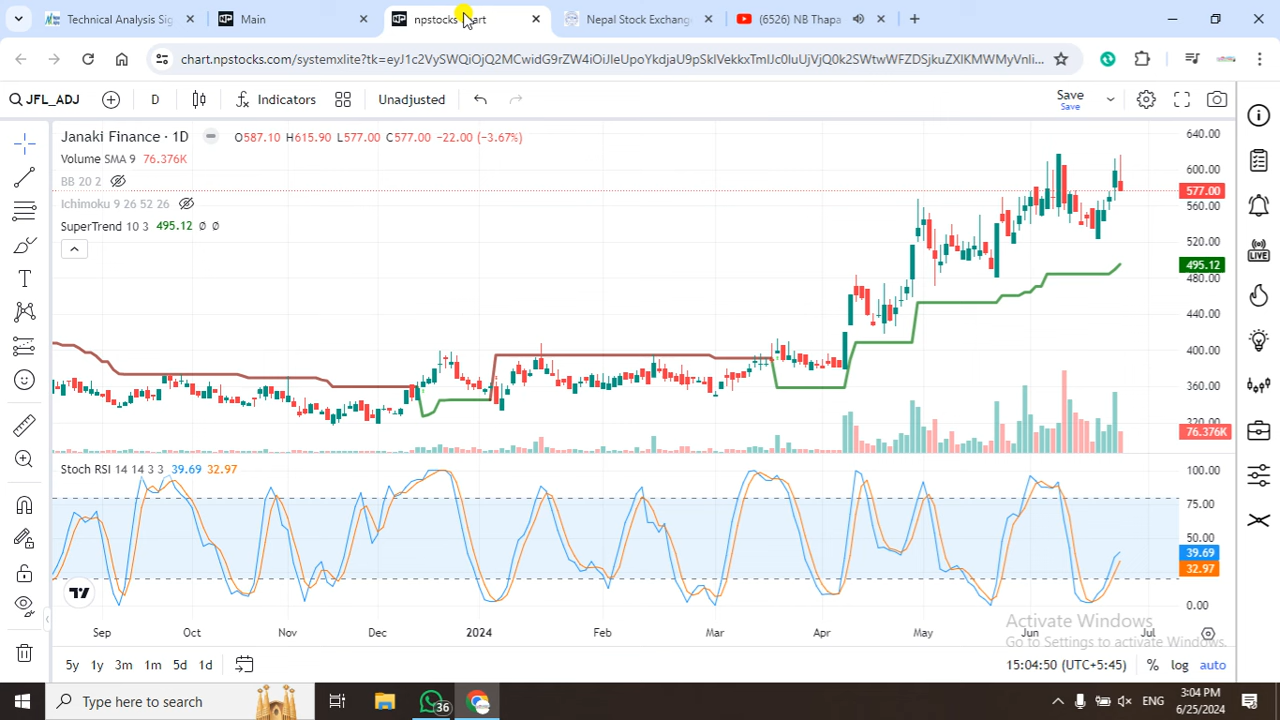 Technical Analysis Sig
Main
npstocks
art
Nepal Stock Exchang
(6526) NB Thapa
chart.npstocks.com/systemxlite?tk=
JFL_ADJ
D
Indicators
Unadjusted
Save
Save
Janaki Finance · 1D O587.10 H615.90 L577.00 C577.00 -22.00 (-3.67%)
Volume SMA 9 76.376K
BB 20 2
Ichimoku 9 26 52 26
SuperTrend 10 3 495.12 ∅ ∅
640.00
600.00
577.00
560.00
520.00
495.12
480.00
440.00
400.00
360.00
320.00
76.376K
Stoch RSI 14 14 3 3 39.69 32.97
100.00
75.00
50.00
39.69
32.97
0.00
Sep Oct Nov Dec 2024 Feb Mar Apr May Jun Jul
Activate Windows
Go to Settings to activate Windows.
5y 1y 3m 1m 5d 1d
15:04:50 (UTC+5:45) % log auto
LIVE
T
Type here to search
36
ENG
3:04 PM
6/25/2024